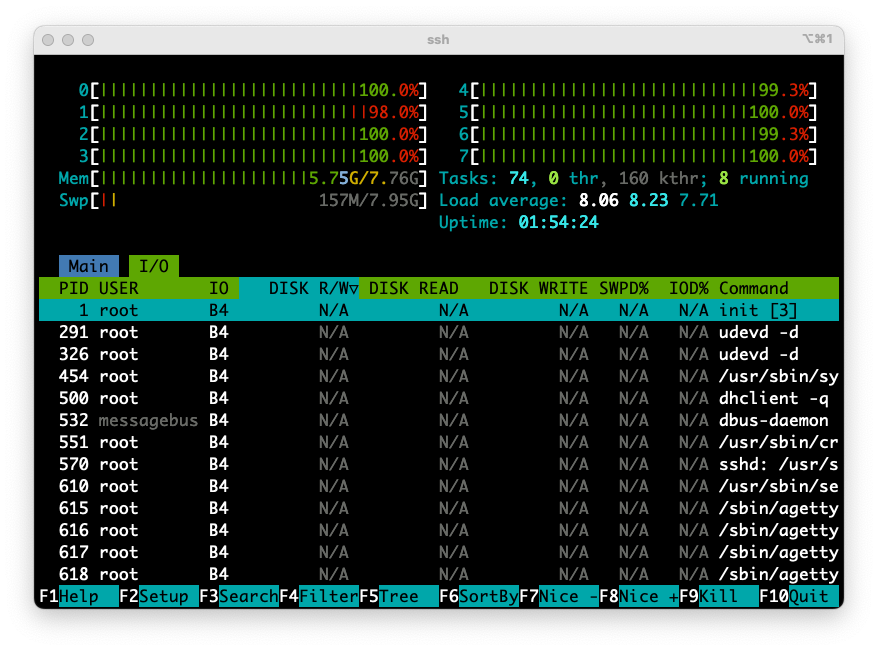 ssh ⌥⌘1
0[||||||||||||||||||||||||||100.0%] 4[||||||||||||||||||||||||||||99.3%]
1[|||||||||||||||||||||||||||98.0%] 5[|||||||||||||||||||||||||||100.0%]
2[||||||||||||||||||||||||||100.0%] 6[||||||||||||||||||||||||||||99.3%]
3[||||||||||||||||||||||||||100.0%] 7[|||||||||||||||||||||||||||100.0%]
Mem[|||||||||||||||||||||5.75G/7.76G] Tasks: 74, 0 thr, 160 kthr; 8 running
Swp[|| 157M/7.95G] Load average: 8.06 8.23 7.71
Uptime: 01:54:24
Main I/O
PID USER IO DISK R/W▽ DISK READ DISK WRITE SWPD% IOD% Command
1 root B4 N/A N/A N/A N/A N/A init [3]
291 root B4 N/A N/A N/A N/A N/A udevd -d
326 root B4 N/A N/A N/A N/A N/A udevd -d
454 root B4 N/A N/A N/A N/A N/A /usr/sbin/sy
500 root B4 N/A N/A N/A N/A N/A dhclient -q
532 messagebus B4 N/A N/A N/A N/A N/A dbus-daemon
551 root B4 N/A N/A N/A N/A N/A /usr/sbin/cr
570 root B4 N/A N/A N/A N/A N/A sshd: /usr/s
610 root B4 N/A N/A N/A N/A N/A /usr/sbin/se
615 root B4 N/A N/A N/A N/A N/A /sbin/agetty
616 root B4 N/A N/A N/A N/A N/A /sbin/agetty
617 root B4 N/A N/A N/A N/A N/A /sbin/agetty
618 root B4 N/A N/A N/A N/A N/A /sbin/agetty
F1Help F2Setup F3SearchF4FilterF5Tree F6SortByF7Nice -F8Nice +F9Kill F10Quit